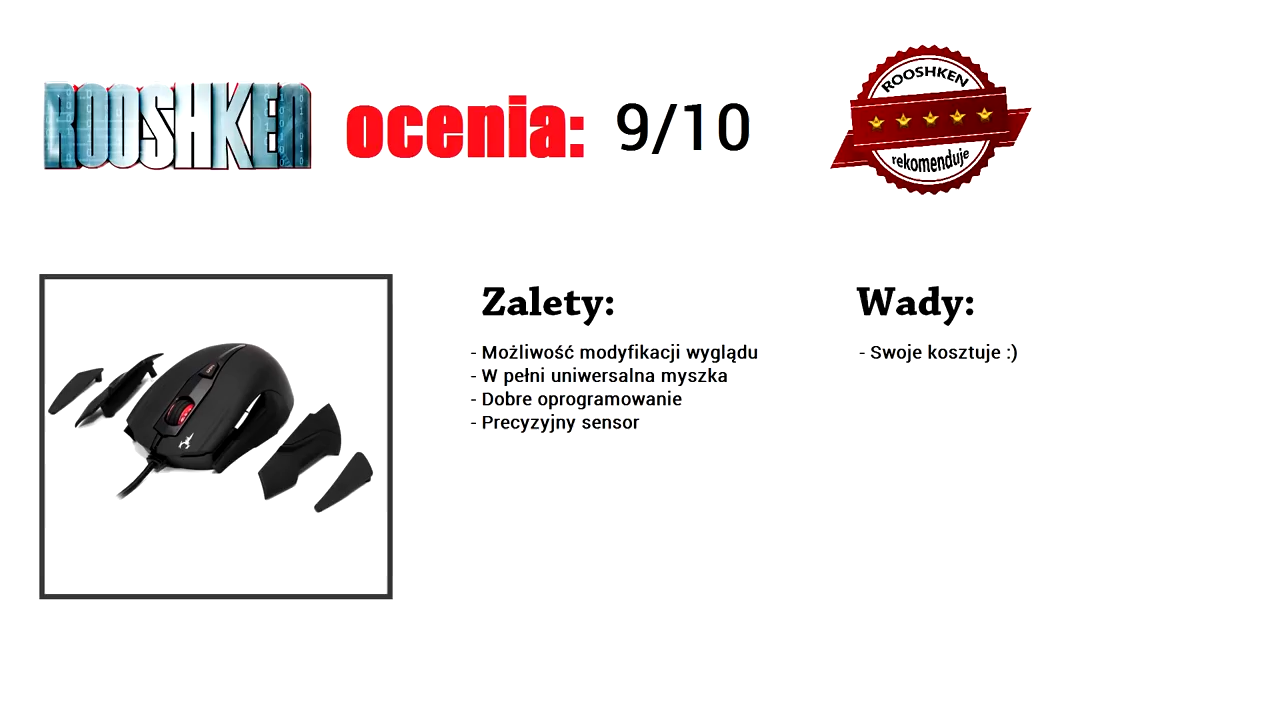 ROOSHKEN ocenia: 9/10
ROOSHKEN
rekomenduje
Zalety:
- Możliwość modyfikacji wyglądu
- W pełni uniwersalna myszka
- Dobre oprogramowanie
- Precyzyjny sensor
Wady:
- Swoje kosztuje :)